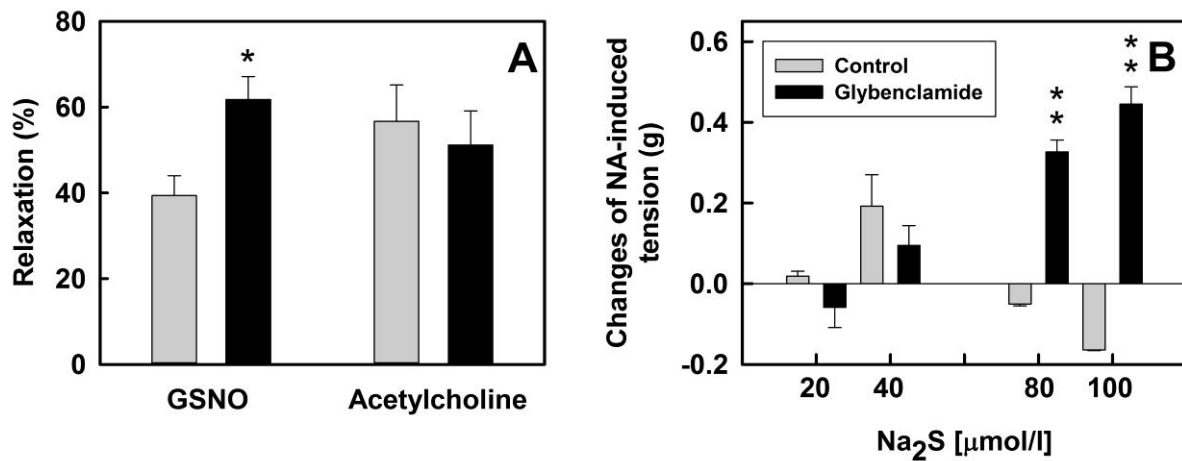 80
60
40
20
0
Relaxation (%)
*
A
GSNO
Acetylcholine
0.6
0.4
0.2
0.0
-0.2
Changes of NA-induced
tension (g)
Control
Glybenclamide
*
*
*
*
B
20
40
80
100
Na₂S [μmol/l]